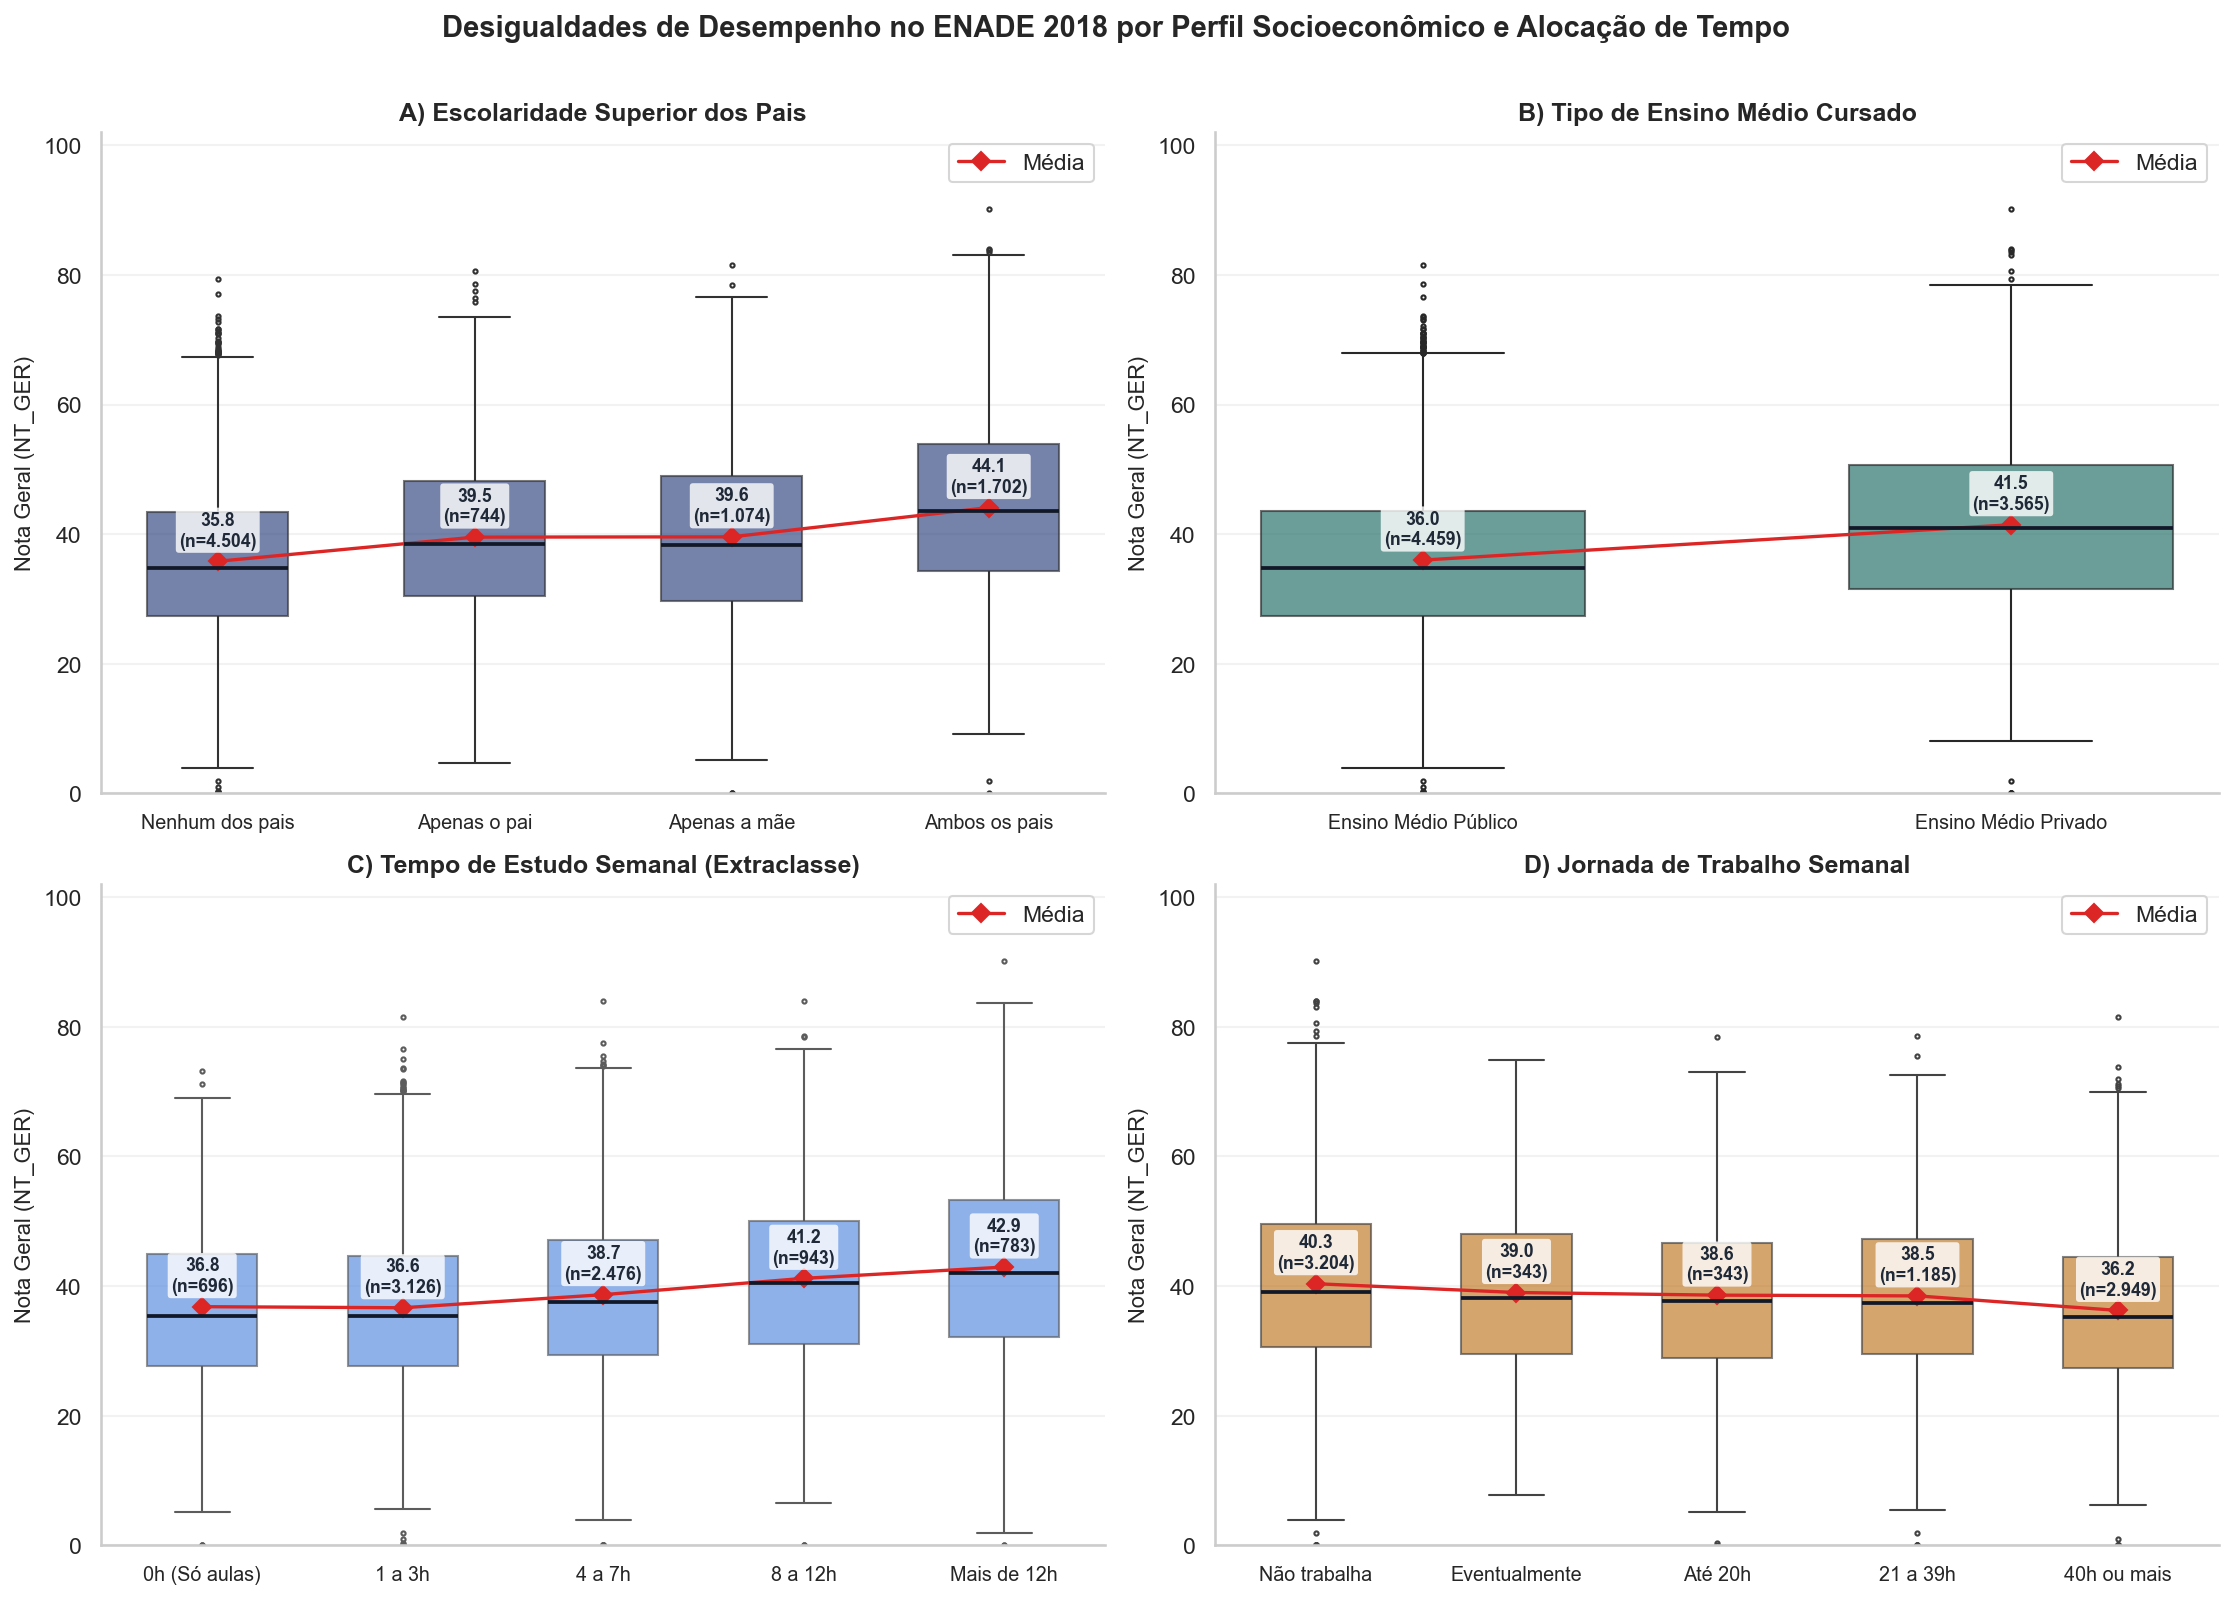 Desigualdades de Desempenho no ENADE 2018 por Perfil Socioeconômico e Alocação de Tempo
A) Escolaridade Superior dos Pais
Nota Geral (NT_GER)
100
80
60
40
20
0
Média
35.8
(n=4.504)
39.5
(n=744)
39.6
(n=1.074)
44.1
(n=1.702)
Nenhum dos pais
Apenas o pai
Apenas a mãe
Ambos os pais
B) Tipo de Ensino Médio Cursado
Nota Geral (NT_GER)
100
80
60
40
20
0
Média
36.0
(n=4.459)
41.5
(n=3.565)
Ensino Médio Público
Ensino Médio Privado
C) Tempo de Estudo Semanal (Extraclasse)
Nota Geral (NT_GER)
100
80
60
40
20
0
Média
36.8
(n=696)
36.6
(n=3.126)
38.7
(n=2.476)
41.2
(n=943)
42.9
(n=783)
0h (Só aulas)
1 a 3h
4 a 7h
8 a 12h
Mais de 12h
D) Jornada de Trabalho Semanal
Nota Geral (NT_GER)
100
80
60
40
20
0
Média
40.3
(n=3.204)
39.0
(n=343)
38.6
(n=343)
38.5
(n=1.185)
36.2
(n=2.949)
Não trabalha
Eventualmente
Até 20h
21 a 39h
40h ou mais